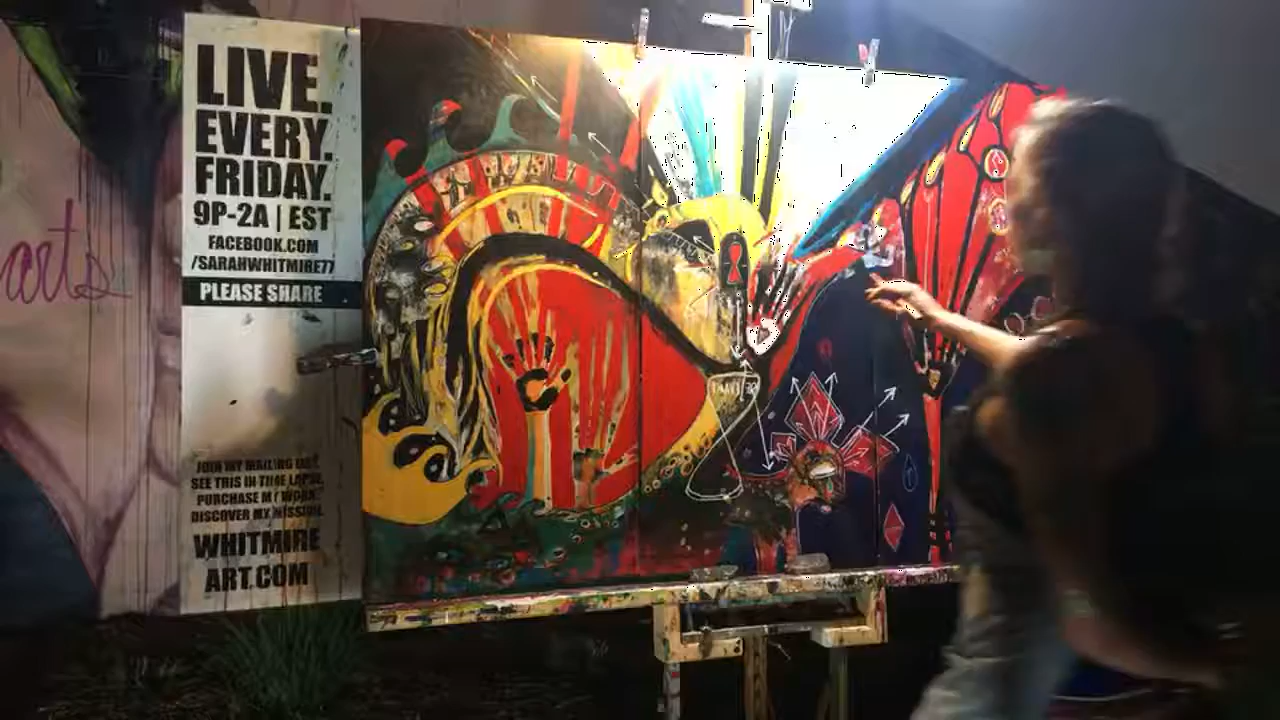 LIVE.
EVERY.
FRIDAY.
9P-2A | EST
FACEBOOK.COM
/SARAHWHITMIRE77
PLEASE SHARE
JOIN MY MAILING LIST.
SEE THIS IN TIME LAPSE.
PURCHASE MY WORK.
DISCOVER MY MISSION.
WHITMIRE
ART.COM
arts